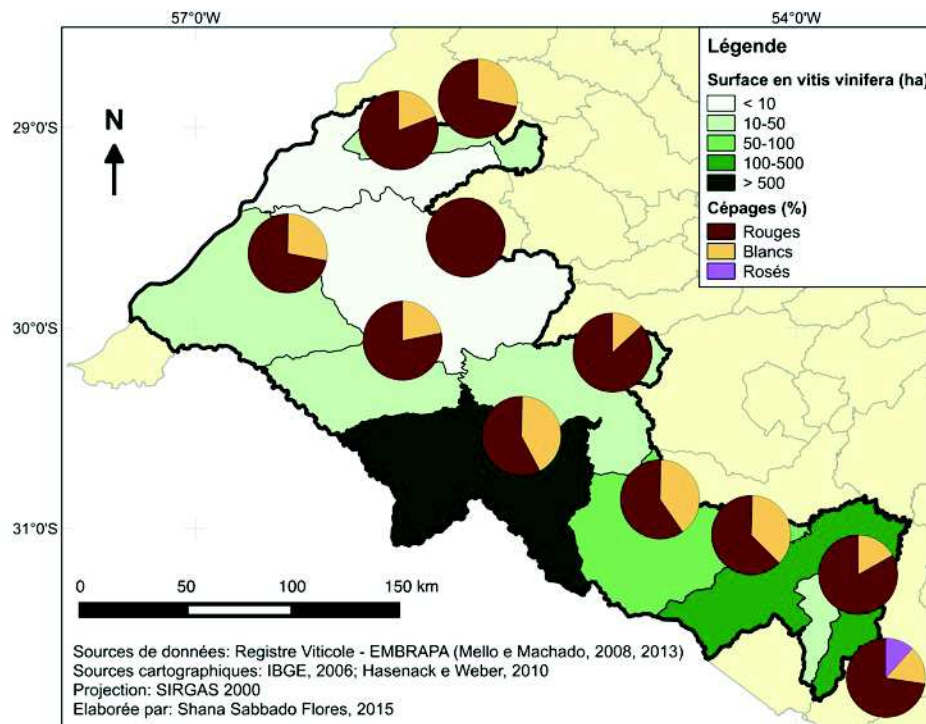 57°0'W
54°0'W
29°0'S
30°0'S
31°0'S
N
Légende
Surface en vitis vinifera (ha)
< 10
10-50
50-100
100-500
> 500
Cépages (%)
Rouges
Blancs
Rosés
0 50 100 150 km
Sources de données: Registre Viticole - EMBRAPA (Mello e Machado, 2008, 2013)
Sources cartographiques: IBGE, 2006; Hasenack e Weber, 2010
Projection: SIRGAS 2000
Elaborée par: Shana Sabbado Flores, 2015